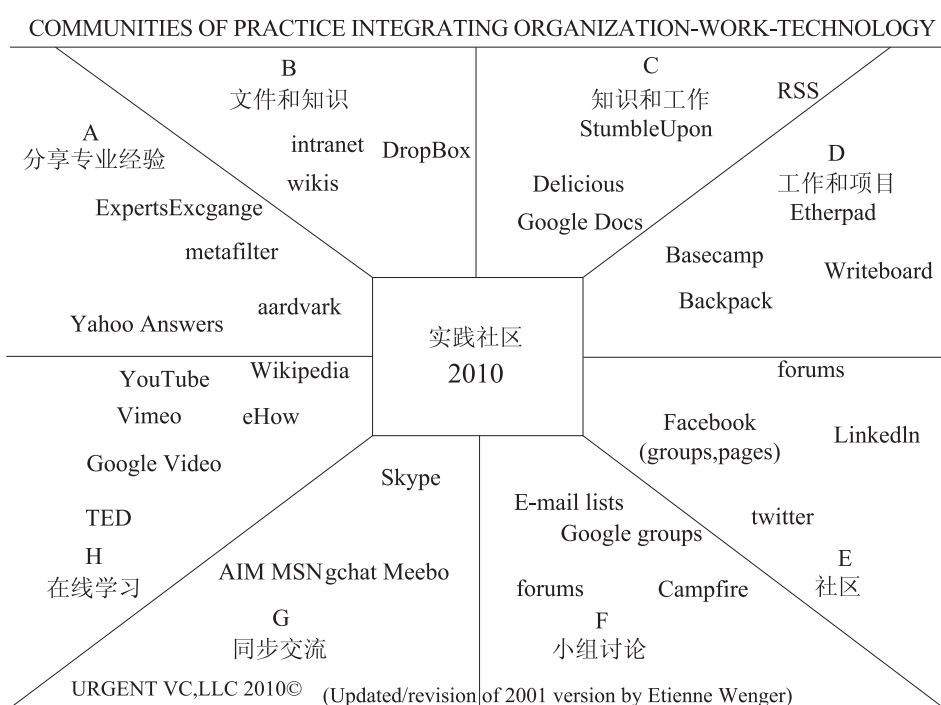 COMMUNITIES OF PRACTICE INTEGRATING ORGANIZATION-WORK-TECHNOLOGY
A
分享专业经验
ExpertsExcgange
metafilter
aardvark
Yahoo Answers
B
文件和知识
intranet
DropBox
wikis
C
知识和工作
StumbleUpon
RSS
Delicious
Google Docs
D
工作和项目
Etherpad
Basecamp
Writeboard
Backpack
实践社区
2010
forums
Facebook
(groups,pages)
Linkedln
twitter
E
社区
E-mail lists
Google groups
forums
Campfire
F
小组讨论
Skype
AIM MSN gchat Meebo
G
同步交流
YouTube
Wikipedia
Vimeo
eHow
Google Video
TED
H
在线学习
URGENT VC,LLC 2010©
(Updated/revision of 2001 version by Etienne Wenger)